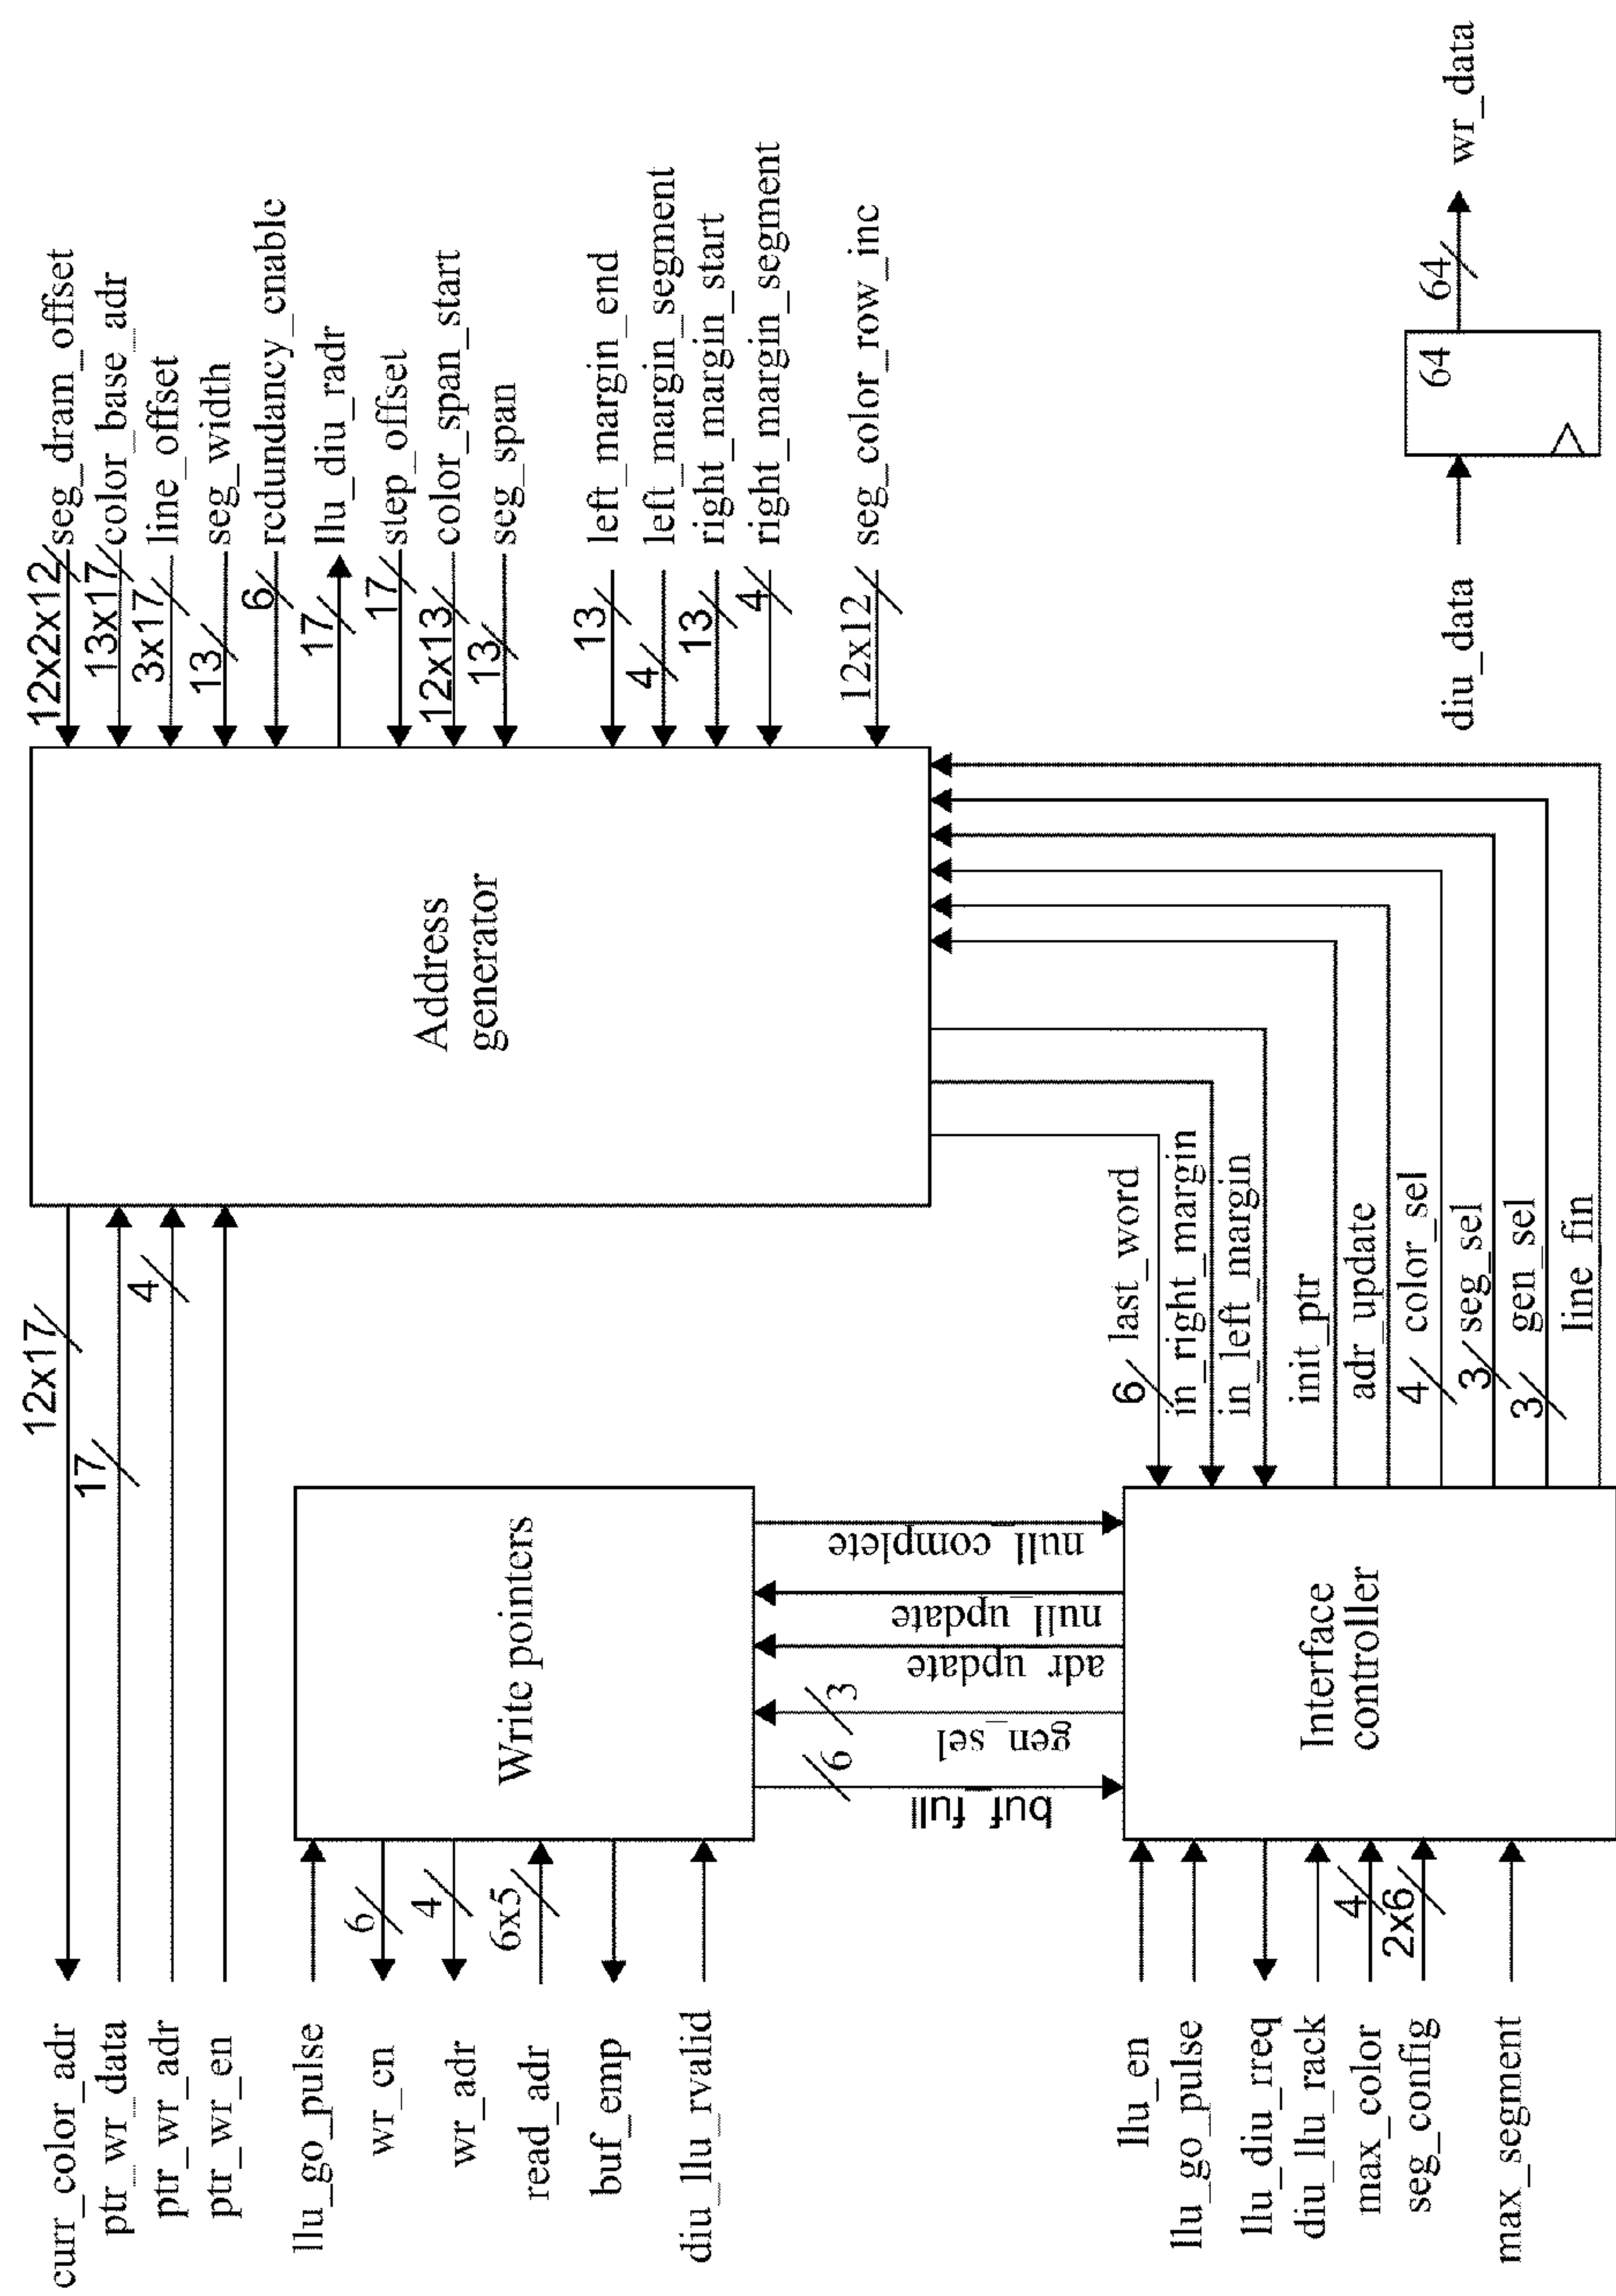 curr_color_adr
12x17
ptr_wr_data
17
ptr_wr_adr
4
ptr_wr_en
Address
generator
12x2x12
seg_dram_offset
13x17
color_base_adr
3x17
line_offset
13
seg_width
6
redundancy_enable
17
llu_diu_radr
17
step_offset
12x13
color_span_start
13
seg_span
13
left_margin_end
4
left_margin_segment
13
right_margin_start
4
right_margin_segment
12x12
seg_color_row_inc
llu_go_pulse
wr_en
6
wr_adr
4
read_adr
6x5
buf_emp
diu_llu_rvalid
Write pointers
buf_full
6
gen_sel
3
adr_update
null_update
null_complete
6
last_word
in_right_margin
in_left_margin
init_ptr
adr_update
4
color_sel
3
seg_sel
3
gen_sel
line_fin
llu_en
llu_go_pulse
llu_diu_rreq
diu_llu_rack
max_color
4
seg_config
2x6
max_segment
Interface
controller
diu_data
64
64
wr_data